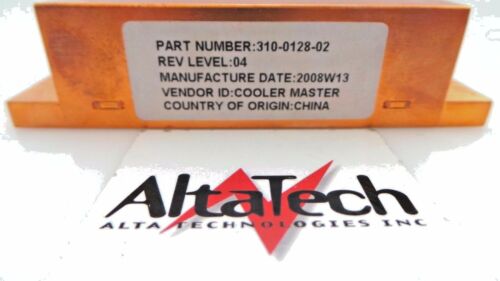 PART NUMBER:310-0128-02
REV LEVEL:04
MANUFACTURE DATE:2008W13
VENDOR ID:COOLER MASTER
COUNTRY OF ORIGIN:CHINA
AltaTech
ALTA TECHNOLOGIES INC